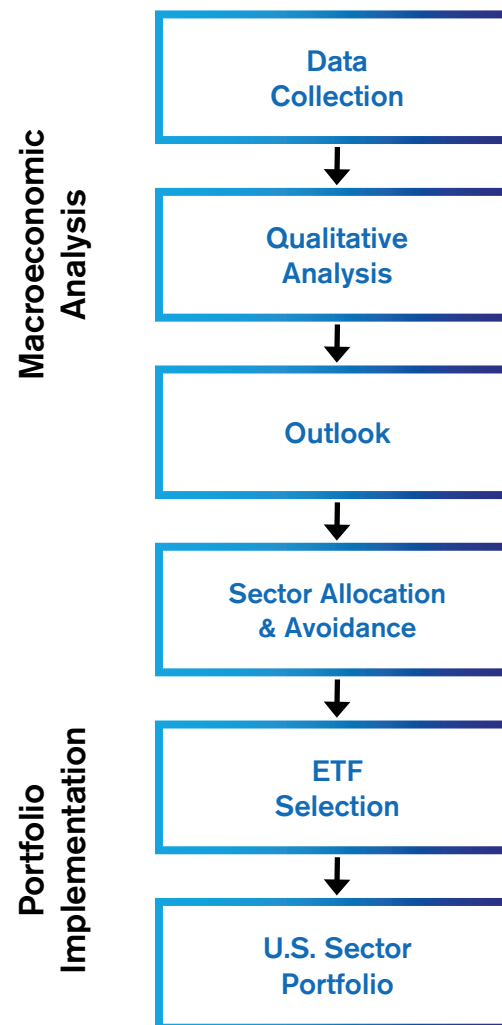 Macroeconomic
Analysis
Data
Collection
Qualitative
Analysis
Outlook
Portfolio
Implementation
Sector Allocation
& Avoidance
ETF
Selection
U.S. Sector
Portfolio